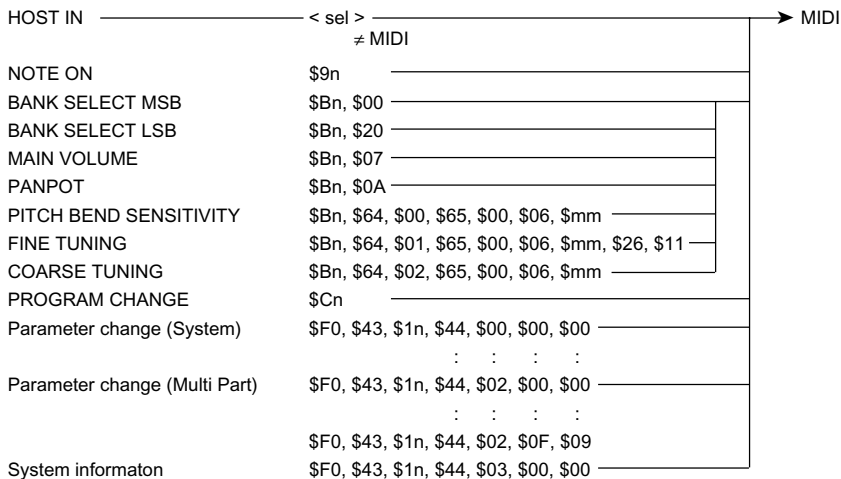 HOST IN < sel > MIDI
≠ MIDI
NOTE ON $9n
BANK SELECT MSB $Bn, $00
BANK SELECT LSB $Bn, $20
MAIN VOLUME $Bn, $07
PANPOT $Bn, $0A
PITCH BEND SENSITIVITY $Bn, $64, $00, $65, $00, $06, $mm
FINE TUNING $Bn, $64, $01, $65, $00, $06, $mm, $26, $11
COARSE TUNING $Bn, $64, $02, $65, $00, $06, $mm
PROGRAM CHANGE $Cn
Parameter change (System) $F0, $43, $1n, $44, $00, $00, $00
: : : :
Parameter change (Multi Part) $F0, $43, $1n, $44, $02, $00, $00
: : : :
$F0, $43, $1n, $44, $02, $0F, $09
System informaton $F0, $43, $1n, $44, $03, $00, $00